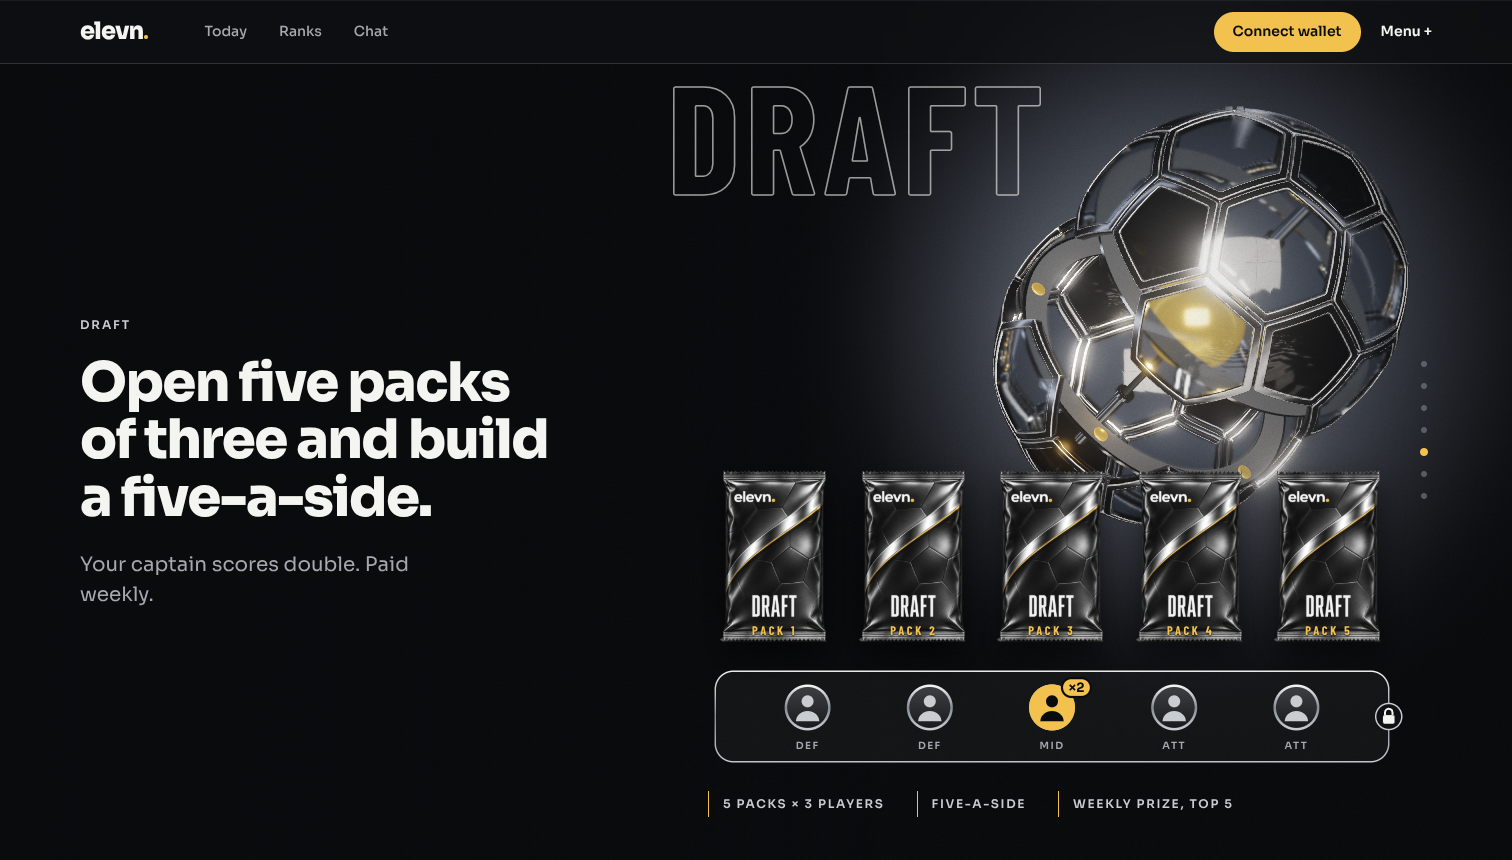 elevn.
Today
Ranks
Chat
Connect wallet
Menu +
DRAFT
DRAFT
Open five packs
of three and build
a five-a-side.
Your captain scores double. Paid
weekly.
elevn.
DRAFT
PACK 1
elevn.
DRAFT
PACK 2
elevn.
DRAFT
PACK 3
elevn.
DRAFT
PACK 4
elevn.
DRAFT
PACK 5
×2
DEF
DEF
MID
ATT
ATT
5 PACKS × 3 PLAYERS
FIVE-A-SIDE
WEEKLY PRIZE, TOP 5